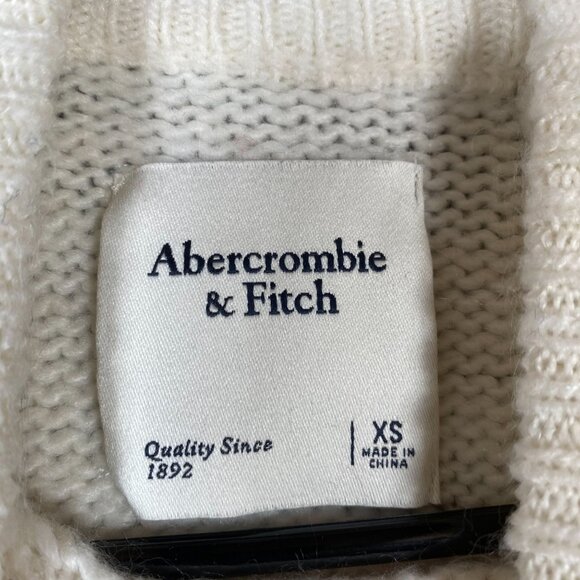 Abercrombie
& Fitch
Quality Since
1892
XS
MADE IN
CHINA